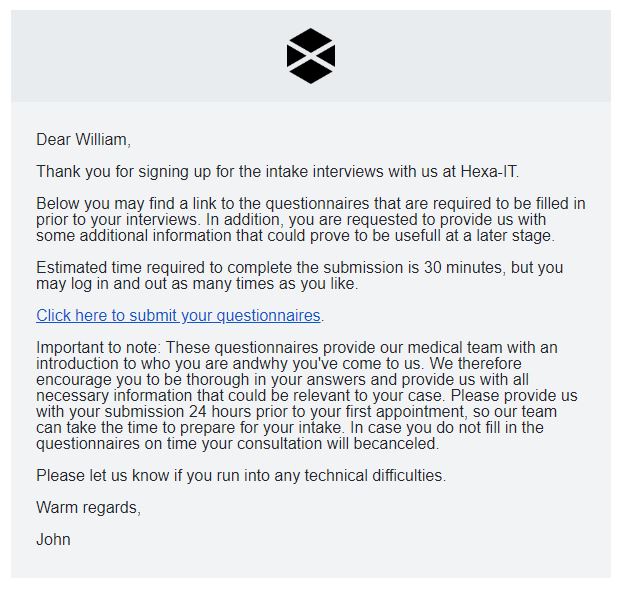 Dear William,
Thank you for signing up for the intake interviews with us at Hexa-IT.
Below you may find a link to the questionnaires that are required to be filled in
prior to your interviews. In addition, you are requested to provide us with
some additional information that could prove to be usefull at a later stage.
Estimated time required to complete the submission is 30 minutes, but you
may log in and out as many times as you like.
Click here to submit your questionnaires.
Important to note: These questionnaires provide our medical team with an
introduction to who you are andwhy you've come to us. We therefore
encourage you to be thorough in your answers and provide us with all
necessary information that could be relevant to your case. Please provide us
with your submission 24 hours prior to your first appointment, so our team
can take the time to prepare for your intake. In case you do not fill in the
questionnaires on time your consultation will becanceled.
Please let us know if you run into any technical difficulties.
Warm regards,
John